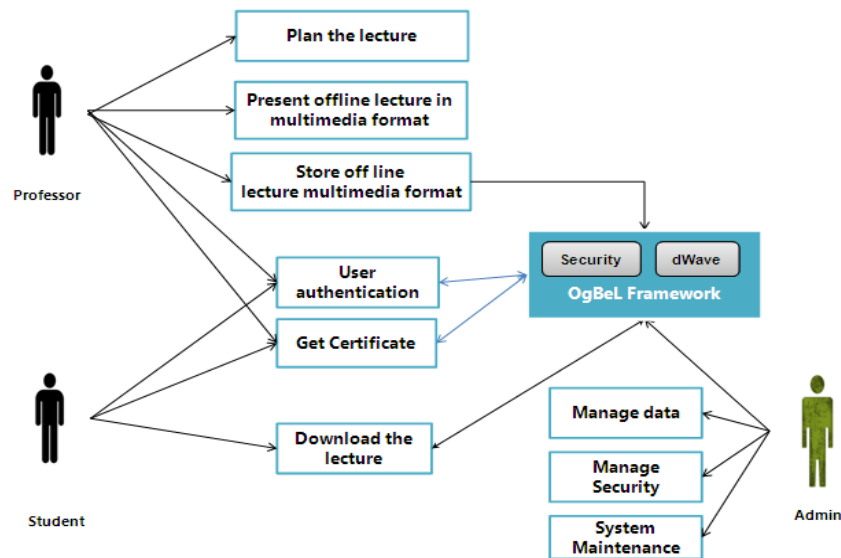 Plan the lecture
Present offline lecture in
multimedia format
Professor
Store off line
lecture multimedia format
Security
dWave
OgBeL Framework
User
authentication
Get Certificate
Student
Download the
lecture
Manage data
Manage
Security
System
Maintenance
Admin